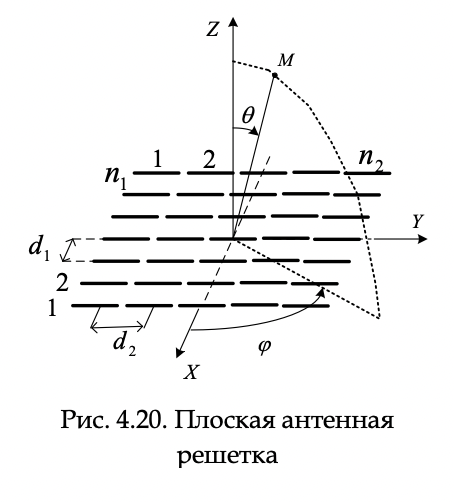 Z
M
θ
1 2 n₂
n₁
Y
d₁
2
1
d₂
φ
X
Рис. 4.20. Плоская антенная
решетка